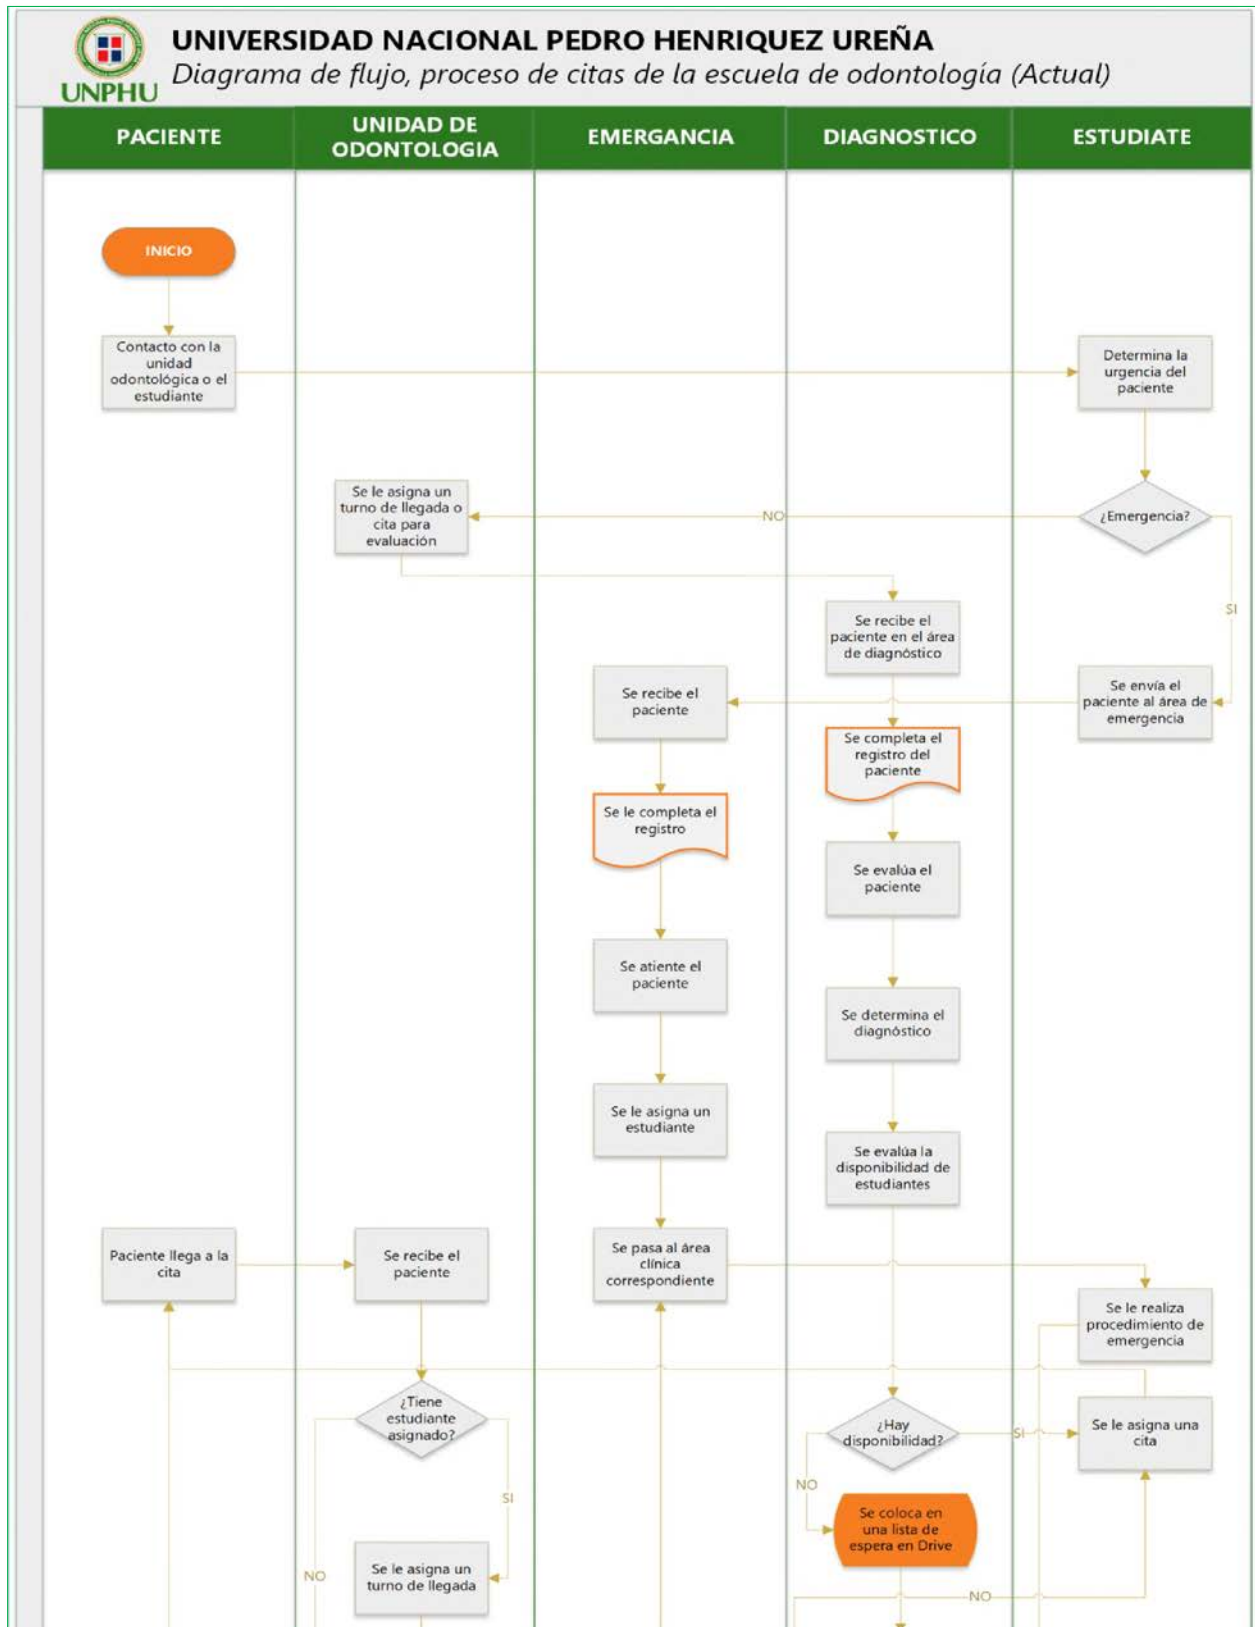 UNPHU
UNIVERSIDAD NACIONAL PEDRO HENRIQUEZ UREÑA
Diagrama de flujo, proceso de citas de la escuela de odontología (Actual)
PACIENTE
UNIDAD DE
ODONTOLOGIA
EMERGANCIA
DIAGNOSTICO
ESTUDIATE
INICIO
Contacto con la
unidad
odontológica o el
estudiante
Determina la
urgencia del
paciente
Se le asigna un
turno de llegada o
cita para
evaluación
NO
¿Emergencia?
SI
Se recibe el
paciente en el área
de diagnóstico
Se recibe el
paciente
Se envía el
paciente al área de
emergencia
Se completa el
registro del
paciente
Se le completa el
registro
Se evalúa el
paciente
Se atiente el
paciente
Se determina el
diagnóstico
Se le asigna un
estudiante
Se evalúa la
disponibilidad de
estudiantes
Paciente llega a la
cita
Se recibe el
paciente
Se pasa al área
clínica
correspondiente
Se le realiza
procedimiento de
emergencia
¿Tiene
estudiante
asignado?
¿Hay
disponibilidad?
SI
Se le asigna una
cita
NO
SI
Se coloca en
una lista de
espera en Drive
NO
Se le asigna un
turno de llegada
NO